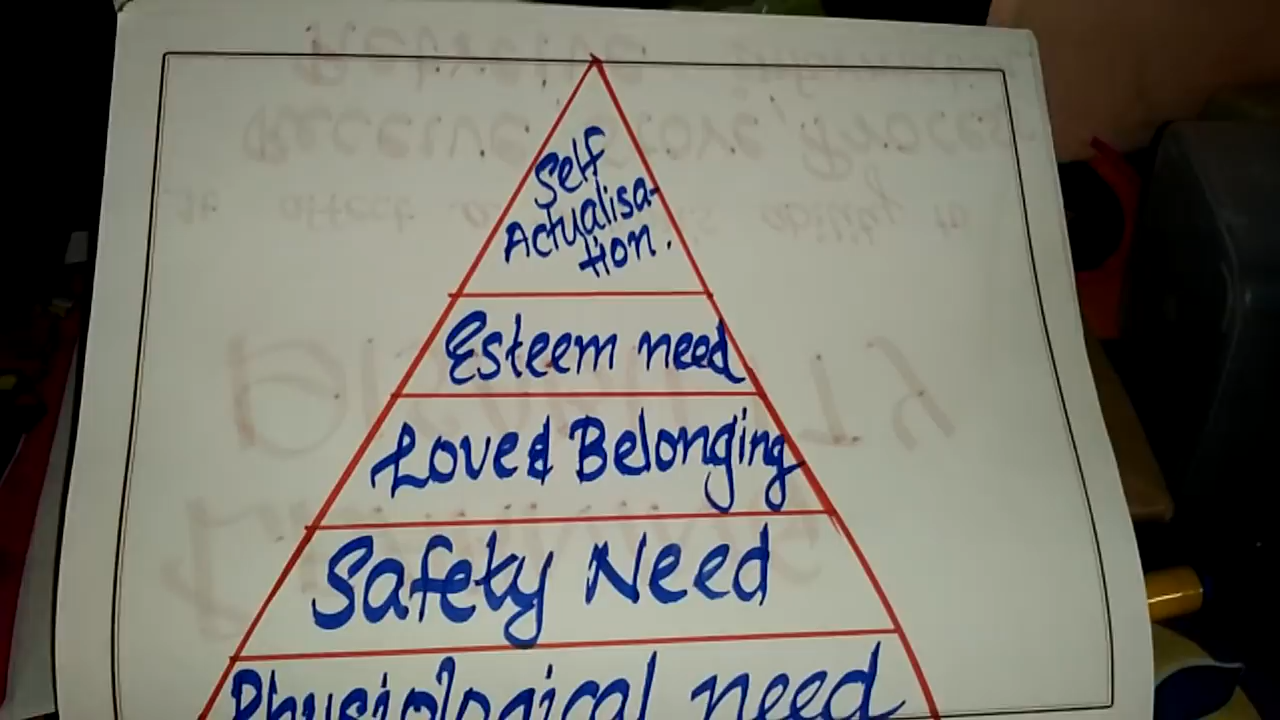 Self
Actualisa-
tion.
Esteem need
Love & Belonging
Safety Need
Physiological need